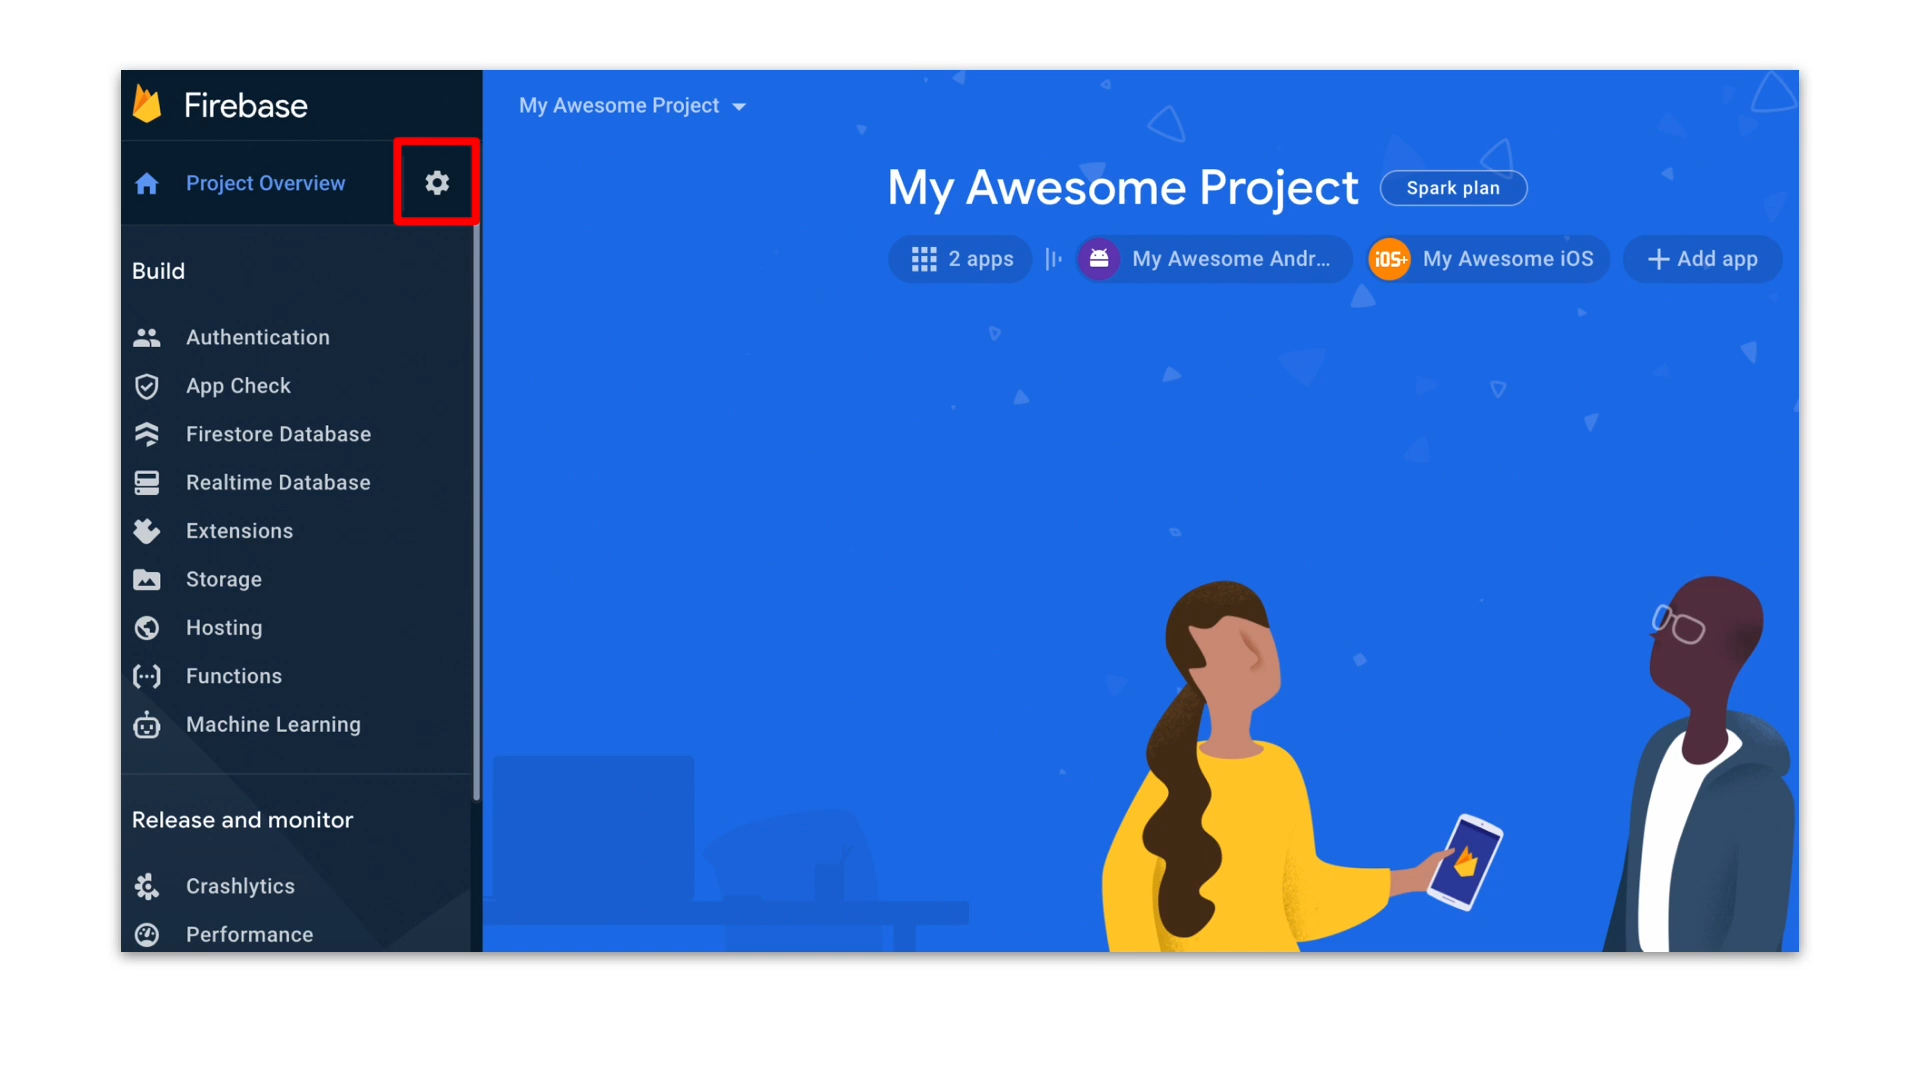 Firebase
Project Overview
Build
Authentication
App Check
Firestore Database
Realtime Database
Extensions
Storage
Hosting
Functions
Machine Learning
Release and monitor
Crashlytics
Performance
My Awesome Project
My Awesome Project Spark plan
2 apps My Awesome Andr... iOS+ My Awesome iOS + Add app